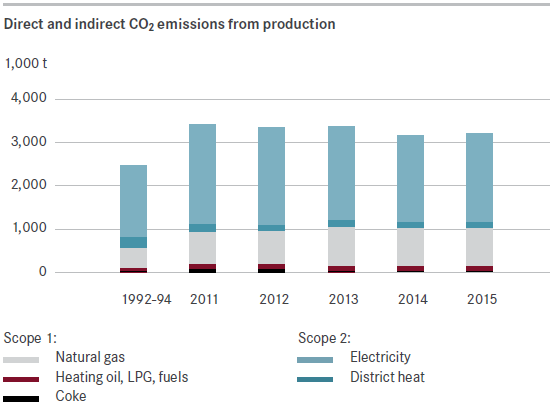 Direct and indirect CO₂ emissions from production
1,000 t
4,000
3,000
2,000
1,000
0
1992-94 2011 2012 2013 2014 2015
Scope 1:
Natural gas
Heating oil, LPG, fuels
Coke
Scope 2:
Electricity
District heat